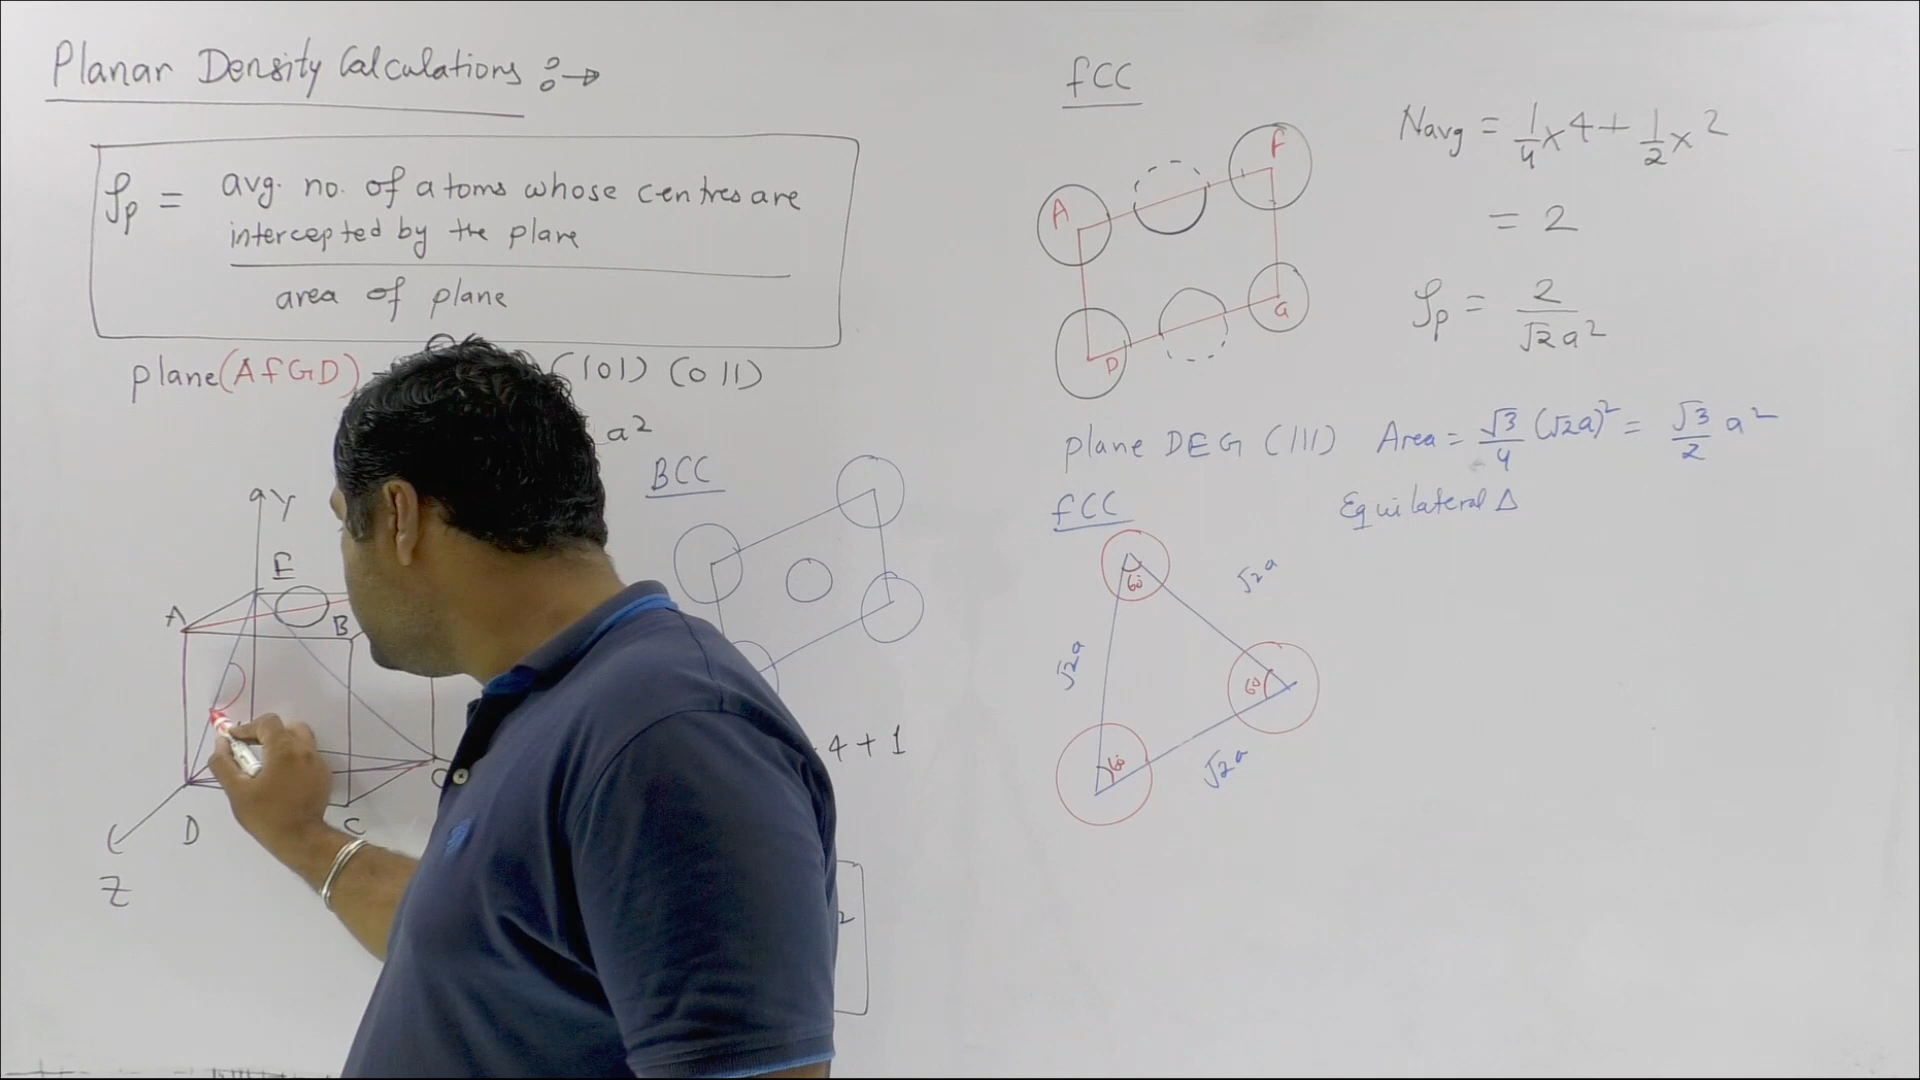 Planar Density Calculations :→
ρp = avg. no. of atoms whose centres are
intercepted by the plane
area of plane
plane (AFGD)
(101) (011)
a²
BCC
Y
E
A
B
D
C
Z
4 + 1
2
FCC
A
F
D
G
Navg = 1/4 x 4 + 1/2 x 2
= 2
ρp = 2/√2a²
plane DEG (111) Area = √3/4 (√2a)² = √3/2 a²
FCC
Equilateral Δ
60
√2a
√2a
60
60
√2a